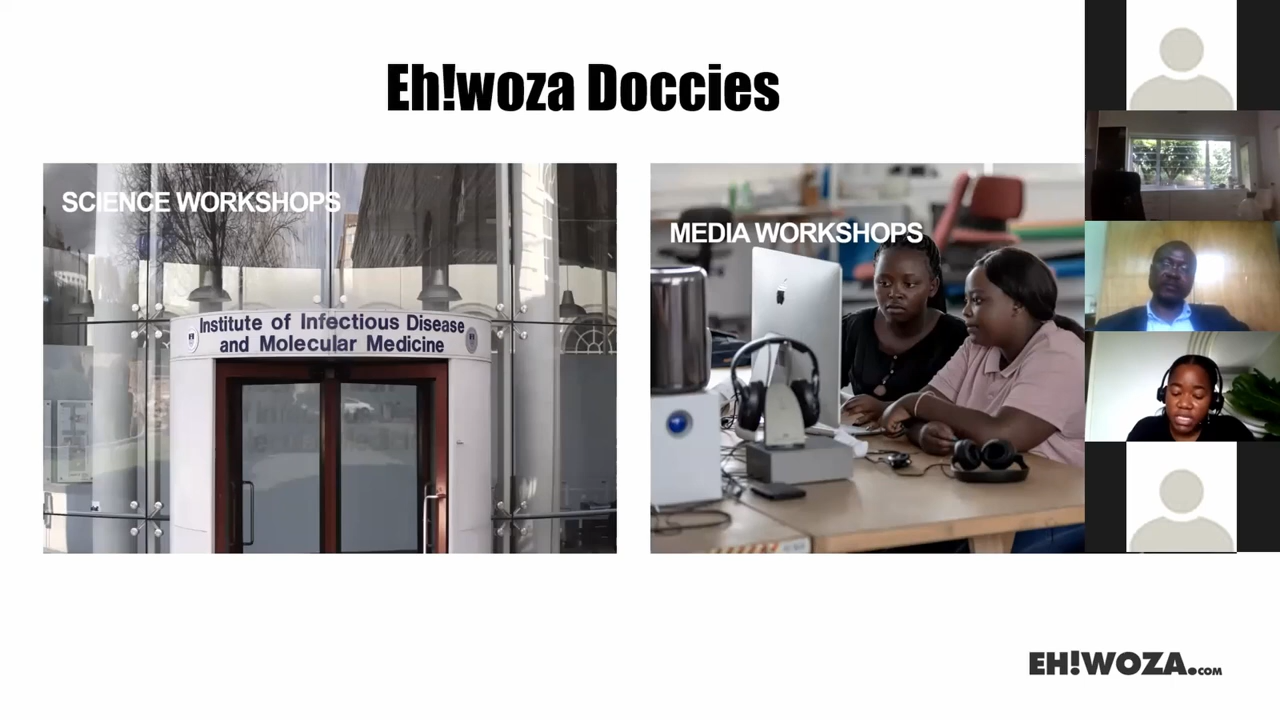 Eh!woza Doccies
SCIENCE WORKSHOPS
Institute of Infectious Disease
and Molecular Medicine
MEDIA WORKSHOPS
EH!WOZA.COM